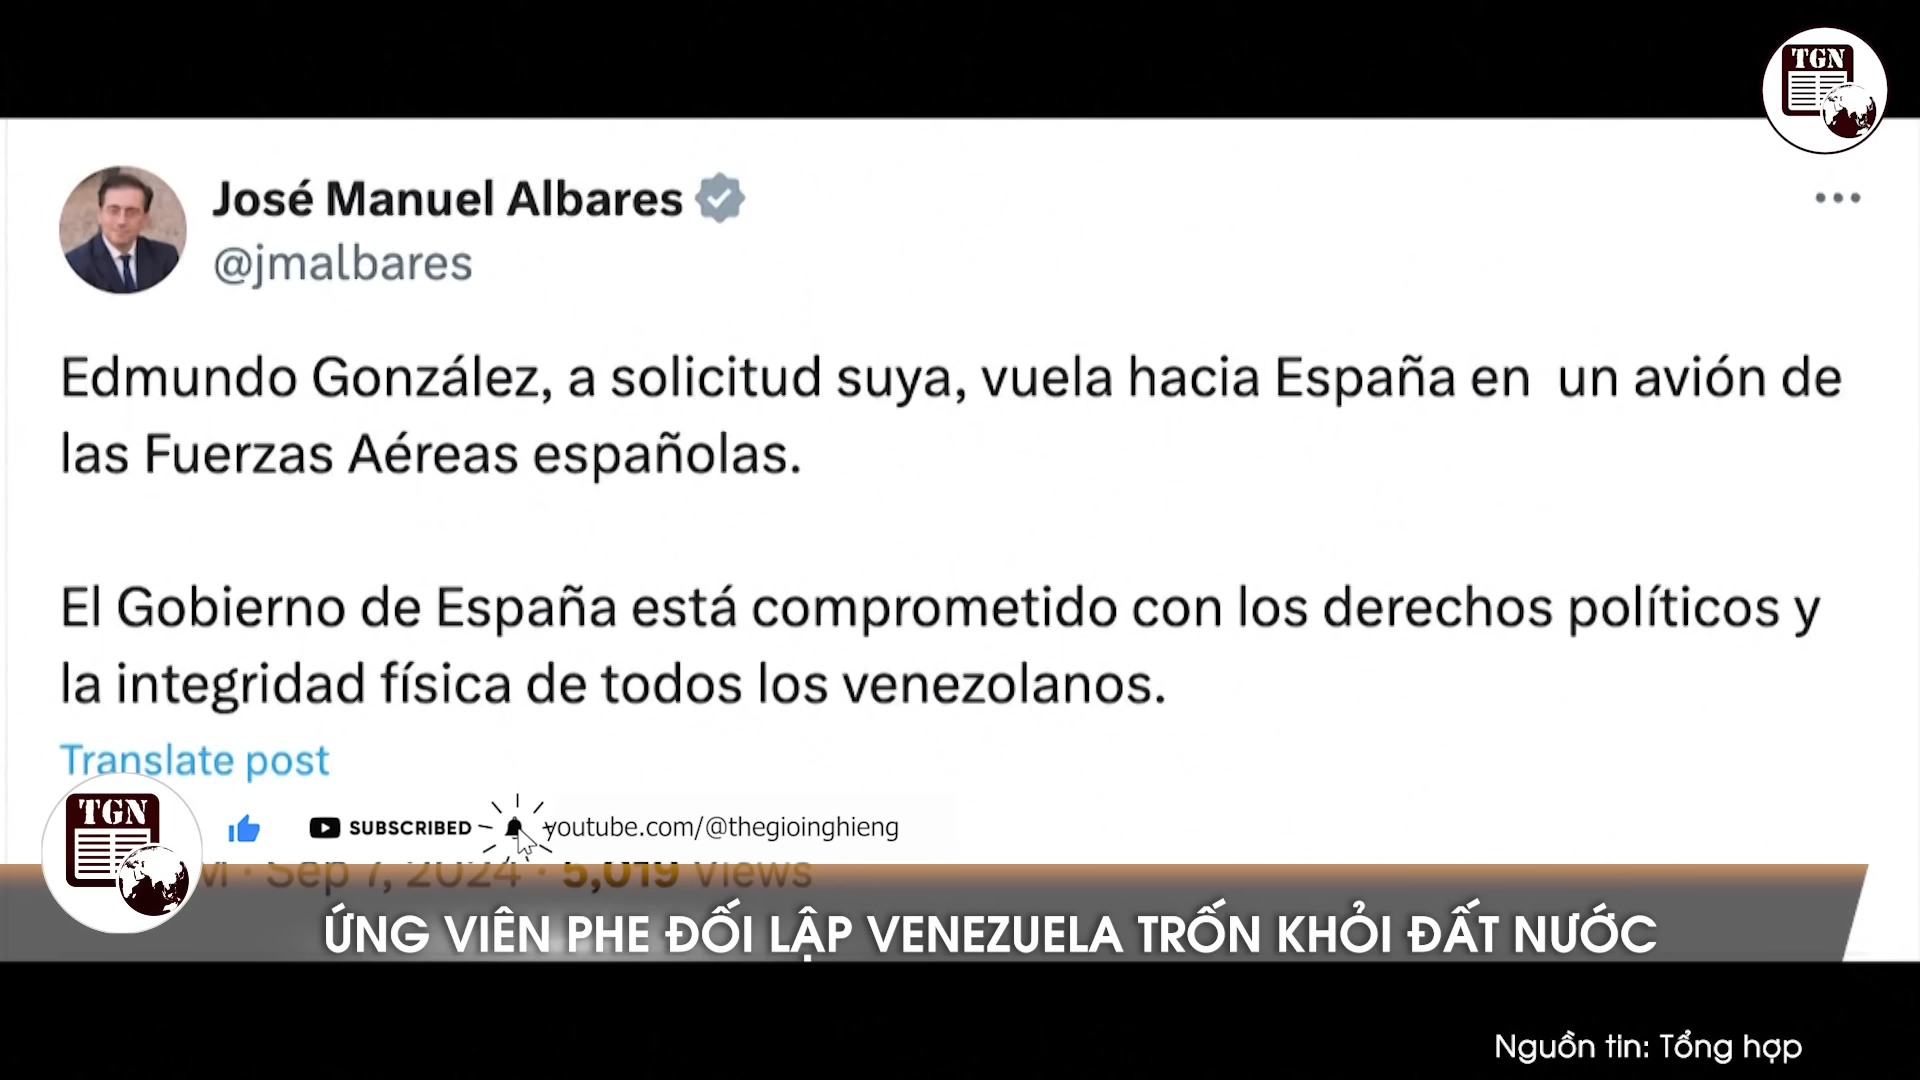 TGN
José Manuel Albares
@jmalbares
Edmundo González, a solicitud suya, vuela hacia España en un avión de
las Fuerzas Aéreas españolas.
El Gobierno de España está comprometido con los derechos políticos y
la integridad física de todos los venezolanos.
Translate post
TGN
SUBSCRIBED
youtube.com/@thegioinghieng
Sep 7, 2024 · 5,019 Views
ỨNG VIÊN PHE ĐỐI LẬP VENEZUELA TRỐN KHỎI ĐẤT NƯỚC
Nguồn tin: Tổng hợp